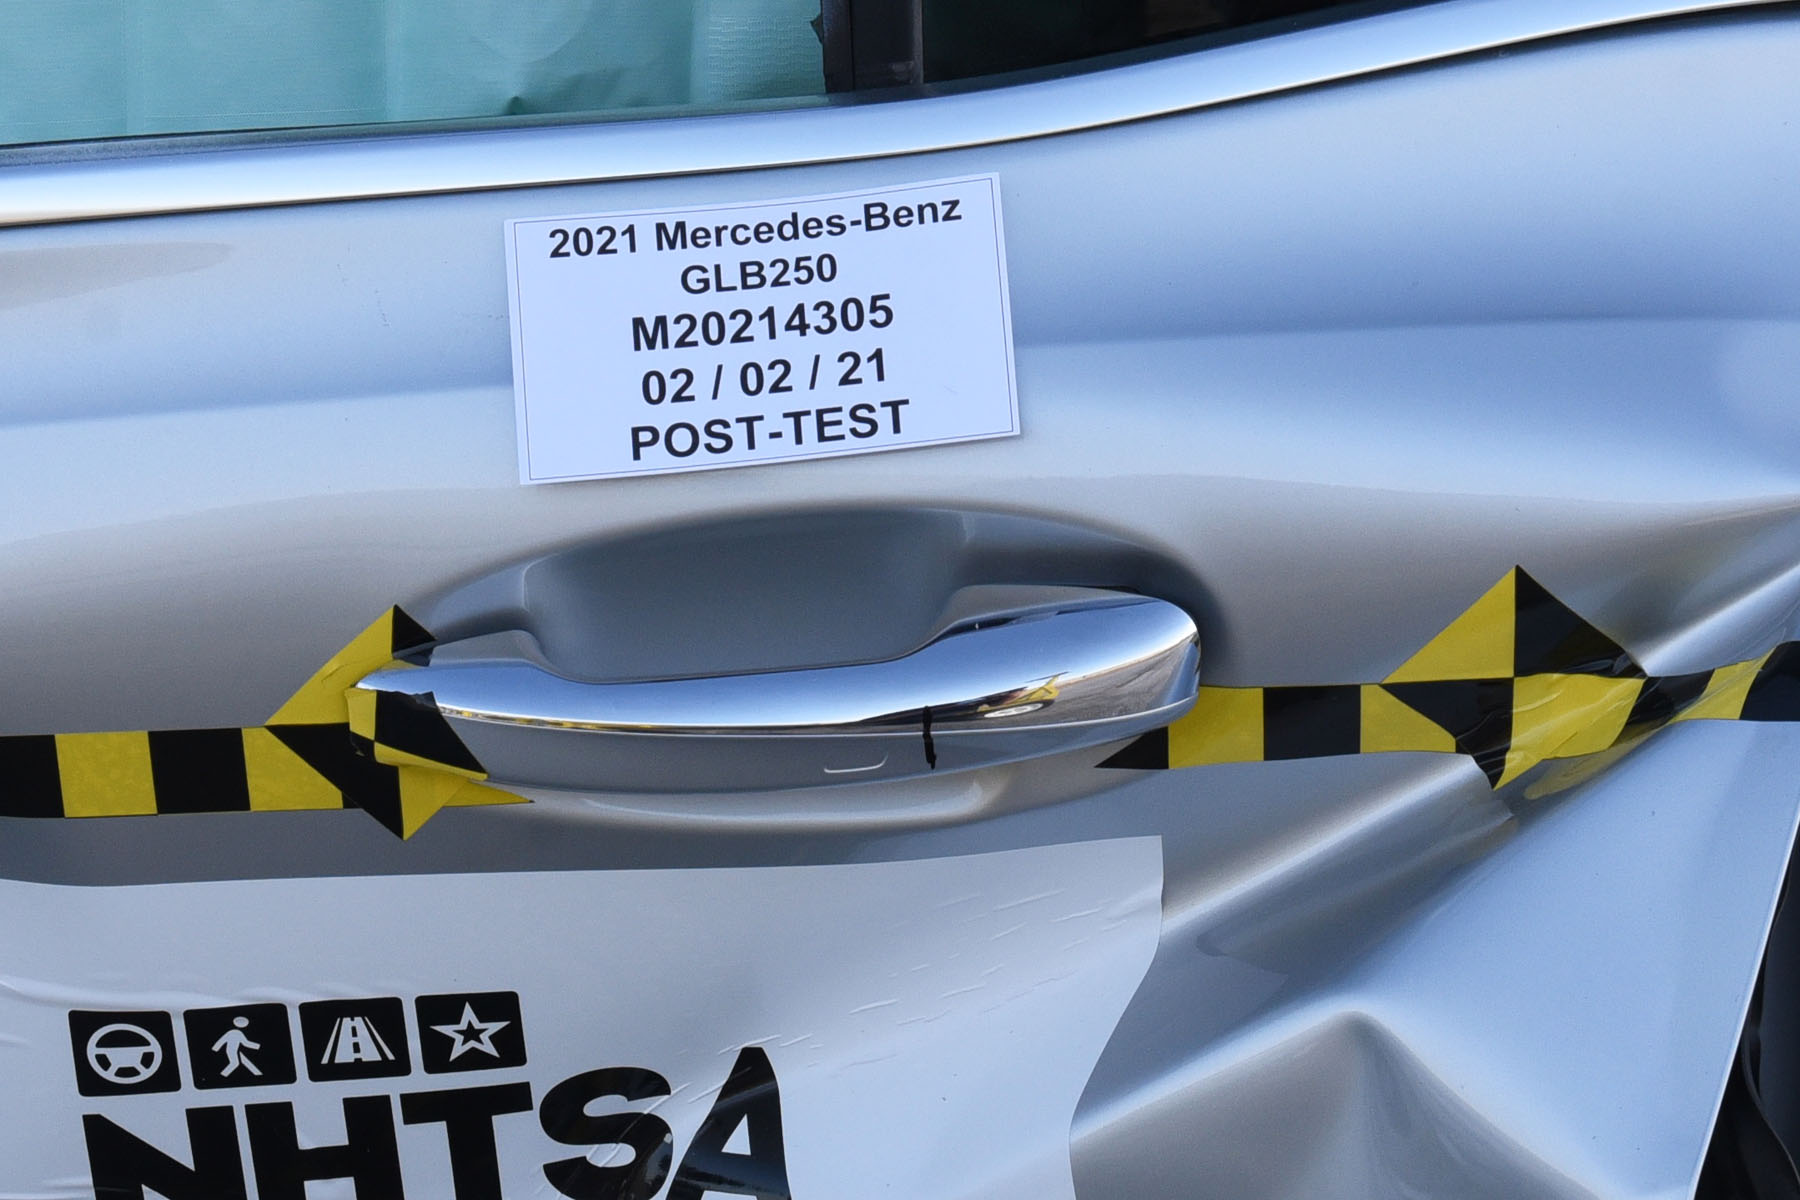 2021 Mercedes-Benz
GLB250
M20214305
02 / 02 / 21
POST-TEST
NHTSA